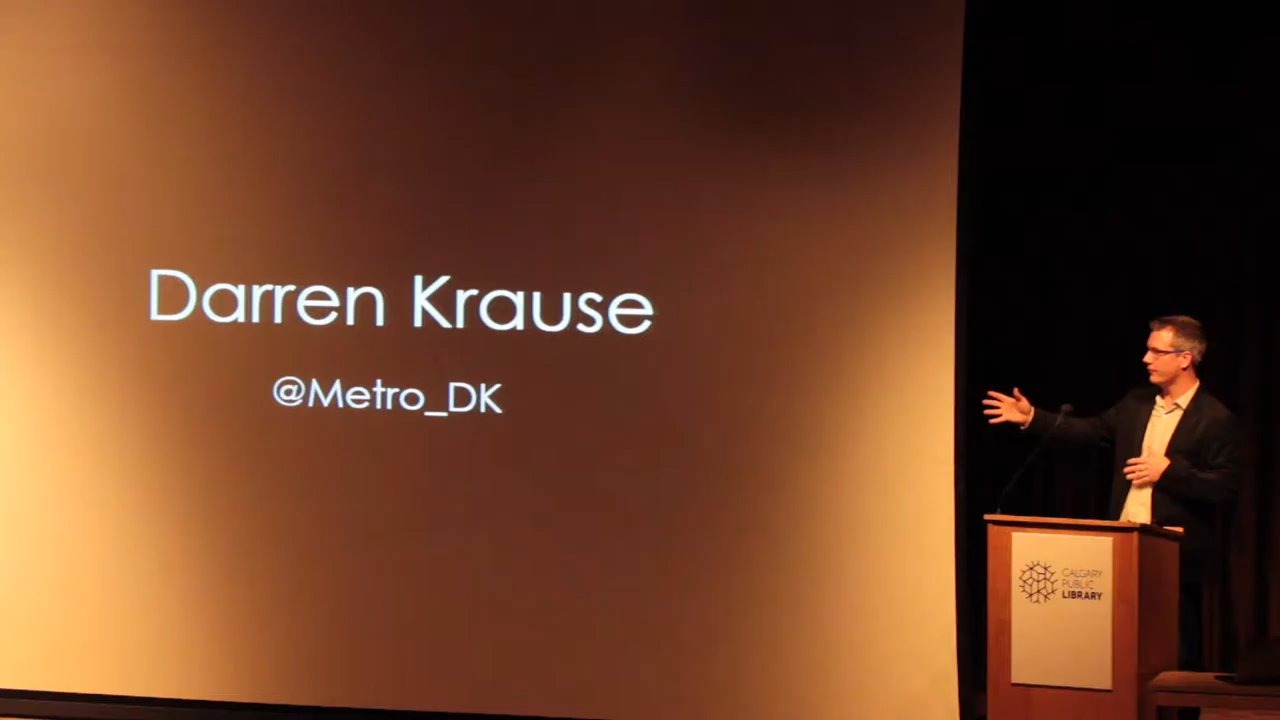 Darren Krause
@Metro_DK
CALGARY
PUBLIC
LIBRARY